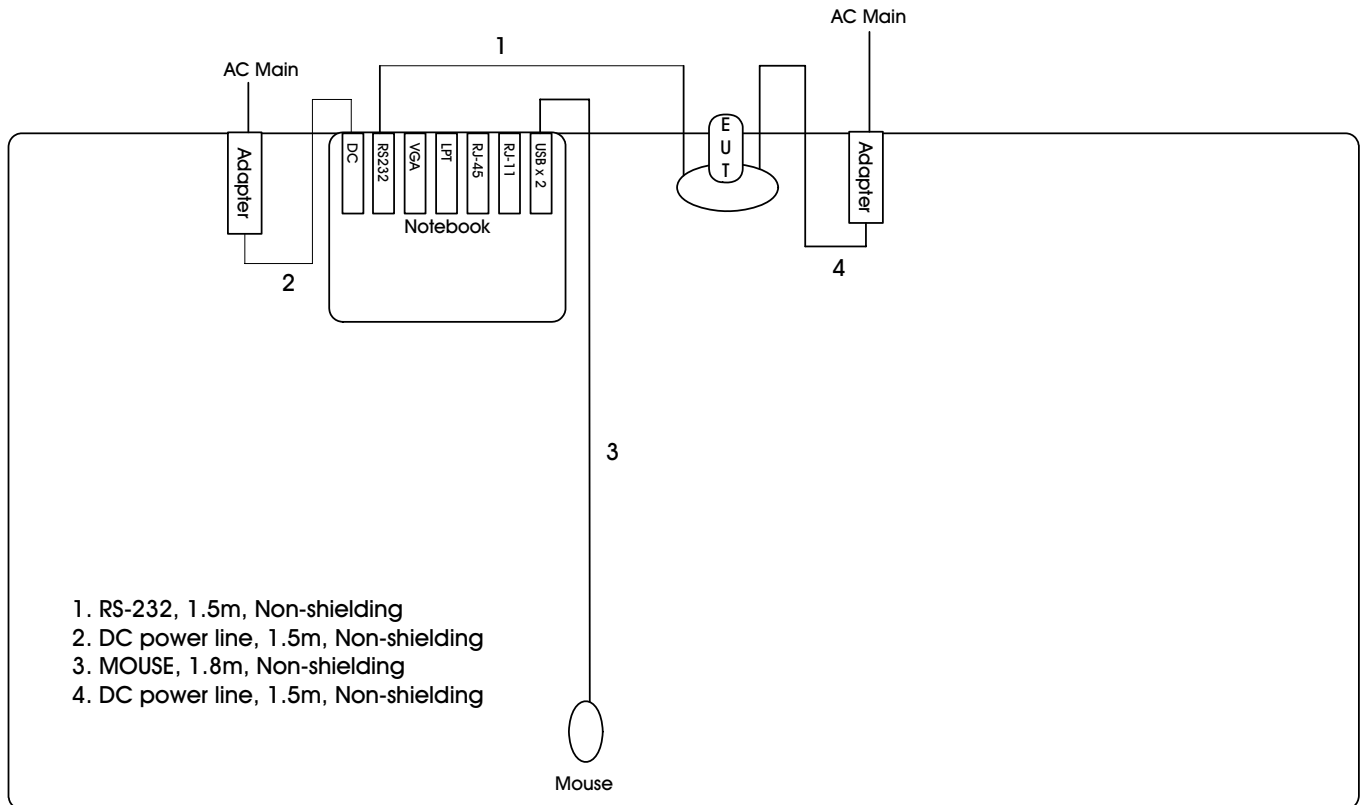 AC Main
1
AC Main
E
U
T
Adapter
DC
RS232
VGA
LPT
RJ-45
RJ-11
USB x 2
Adapter
Notebook
2
4
3
1. RS-232, 1.5m, Non-shielding
2. DC power line, 1.5m, Non-shielding
3. MOUSE, 1.8m, Non-shielding
4. DC power line, 1.5m, Non-shielding
Mouse